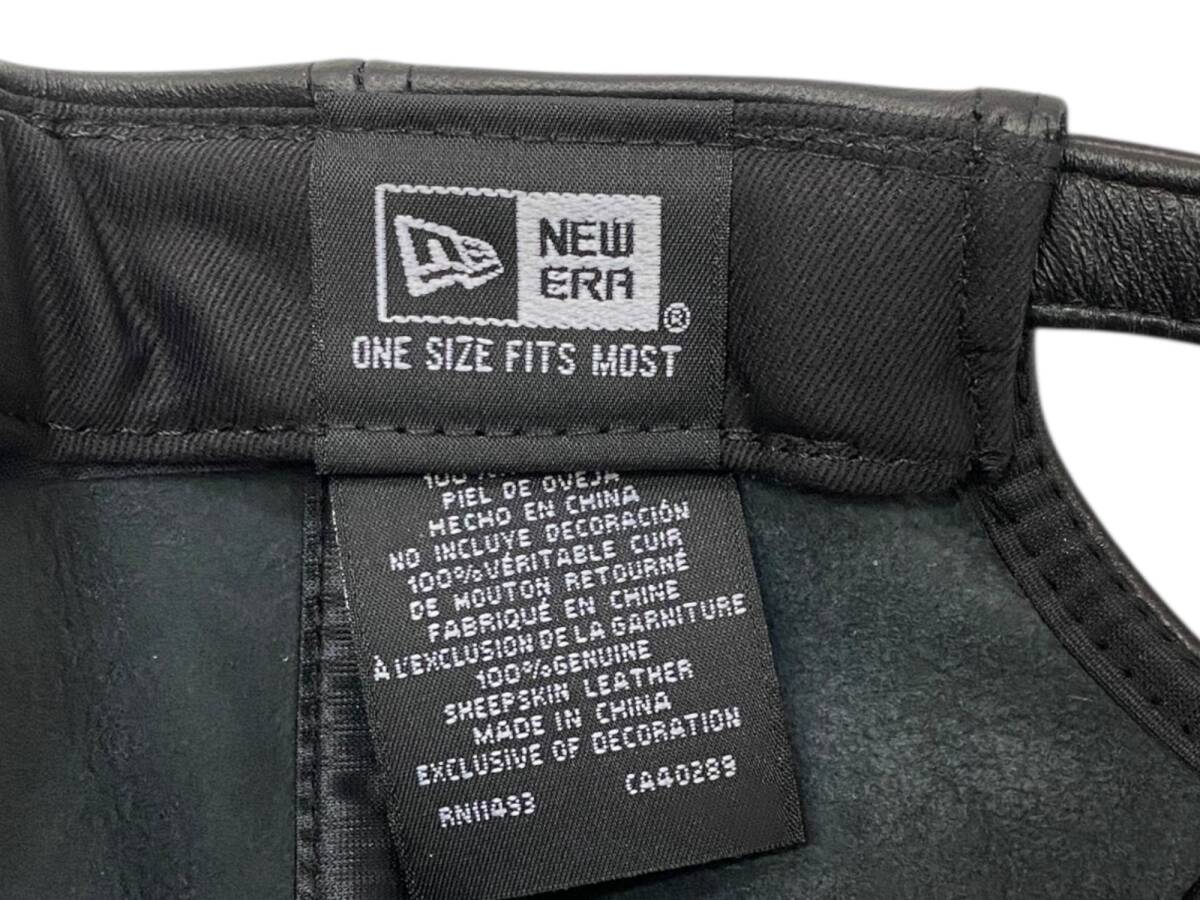 NE
NEW
ERA
®
ONE SIZE FITS MOST
PIEL DE OVEJA
HECHO EN CHINA
NO INCLUYE DECORACIÓN
100%VÉRITABLE CUIR
DE MOUTON RETOURNÉ
FABRIQUÉ EN CHINE
À L'EXCLUSION DE LA GARNITURE
100%GENUINE
SHEEPSKIN LEATHER
MADE IN CHINA
EXCLUSIVE OF DECORATION
RN11493 CA40289